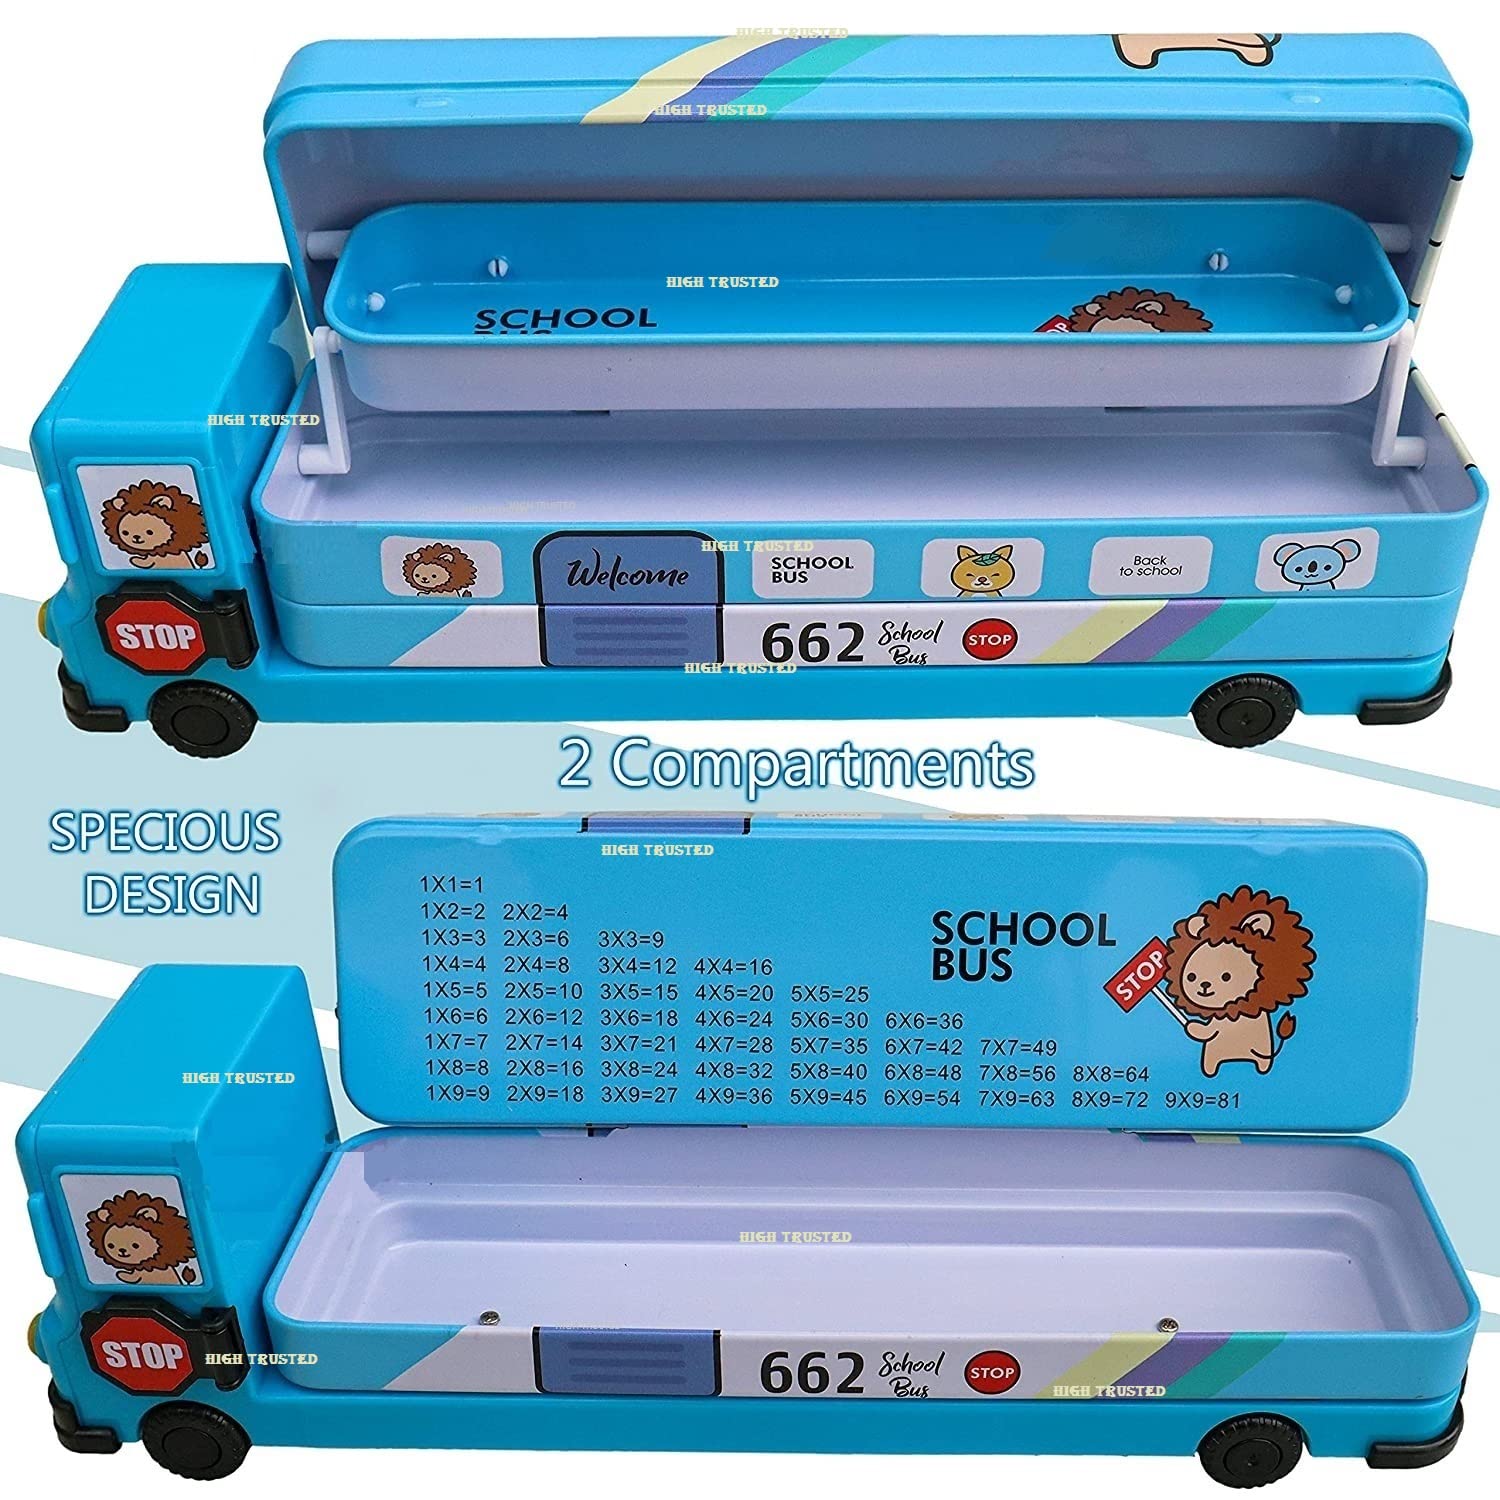 HIGH TRUSTED
HIGH TRUSTED
HIGH TRUSTED
SCHOOL
BUS
HIGH TRUSTED
HIGH TRUSTED
HIGH TRUSTED
Welcome
SCHOOL
BUS
Back
to school
STOP
662 School
Bus
STOP
HIGH TRUSTED
2 Compartments
SPECIOUS
DESIGN
HIGH TRUSTED
1X1=1
1X2=2 2X2=4
1X3=3 2X3=6 3X3=9
1X4=4 2X4=8 3X4=12 4X4=16
1X5=5 2X5=10 3X5=15 4X5=20 5X5=25
1X6=6 2X6=12 3X6=18 4X6=24 5X6=30 6X6=36
1X7=7 2X7=14 3X7=21 4X7=28 5X7=35 6X7=42 7X7=49
1X8=8 2X8=16 3X8=24 4X8=32 5X8=40 6X8=48 7X8=56 8X8=64
1X9=9 2X9=18 3X9=27 4X9=36 5X9=45 6X9=54 7X9=63 8X9=72 9X9=81
SCHOOL
BUS
STOP
HIGH TRUSTED
HIGH TRUSTED
HIGH TRUSTED
STOP
HIGH TRUSTED
662 School
Bus
STOP
HIGH TRUSTED